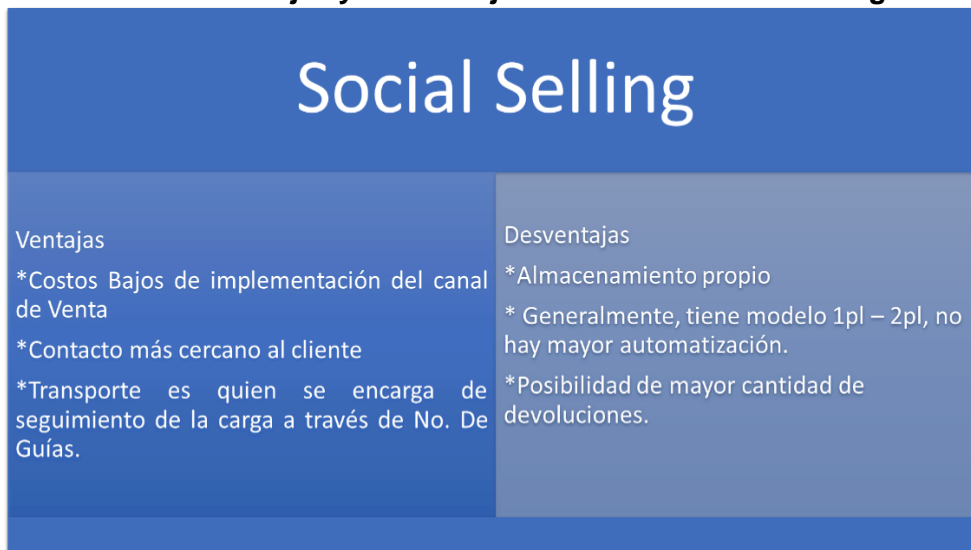 Social Selling
Ventajas
*Costos Bajos de implementación del canal
de Venta
*Contacto más cercano al cliente
*Transporte es quien se encarga de
seguimiento de la carga a través de No. De
Guías.
Desventajas
*Almacenamiento propio
* Generalmente, tiene modelo 1pl – 2pl, no
hay mayor automatización.
*Posibilidad de mayor cantidad de
devoluciones.